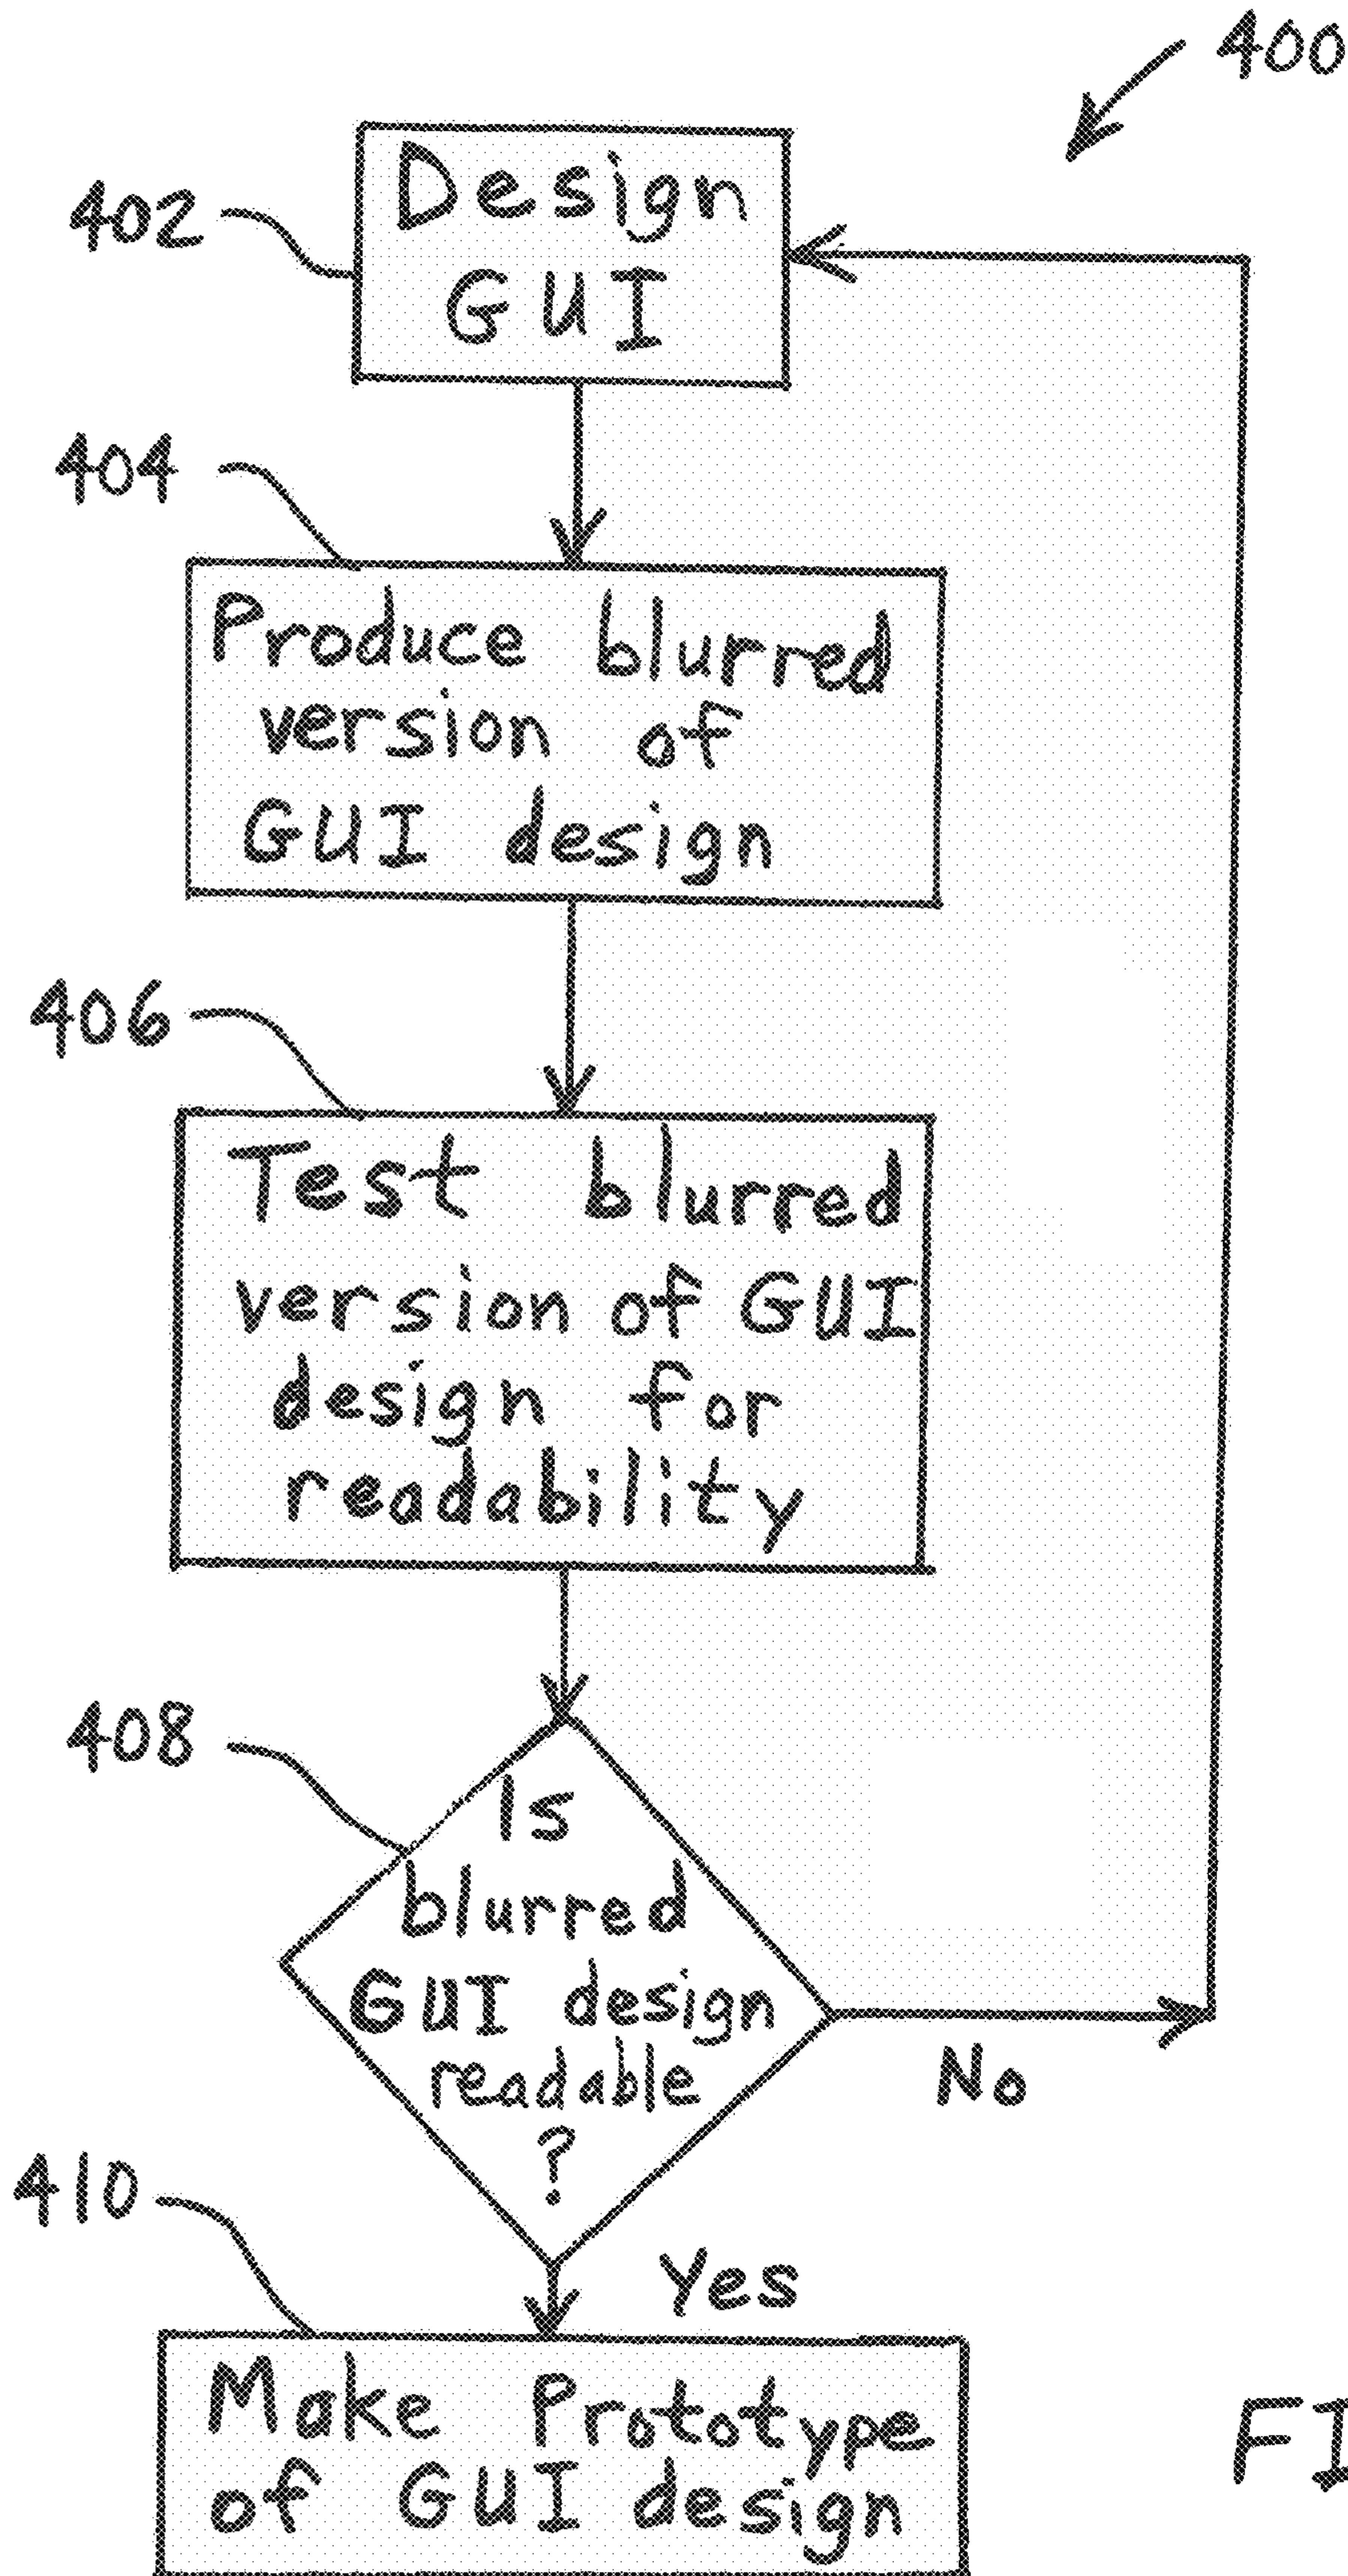 400
402
Design
GUI
404
Produce blurred
version of
GUI design
406
Test blurred
version of GUI
design for
readability
408
Is
blurred
GUI design
readable
?
No
410
Yes
Make Prototype
of GUI design